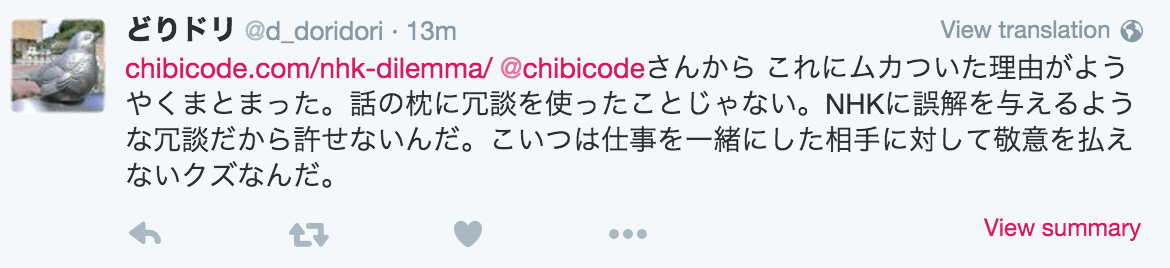 どりドリ @d_doridori · 13m View translation
chibicode.com/nhk-dilemma/ @chibicodeさんから これにムカついた理由がよう
やくまとまった。話の枕に冗談を使ったことじゃない。NHKに誤解を与えるよう
な冗談だから許せないんだ。こいつは仕事を一緒にした相手に対して敬意を払え
ないクズなんだ。
View summary